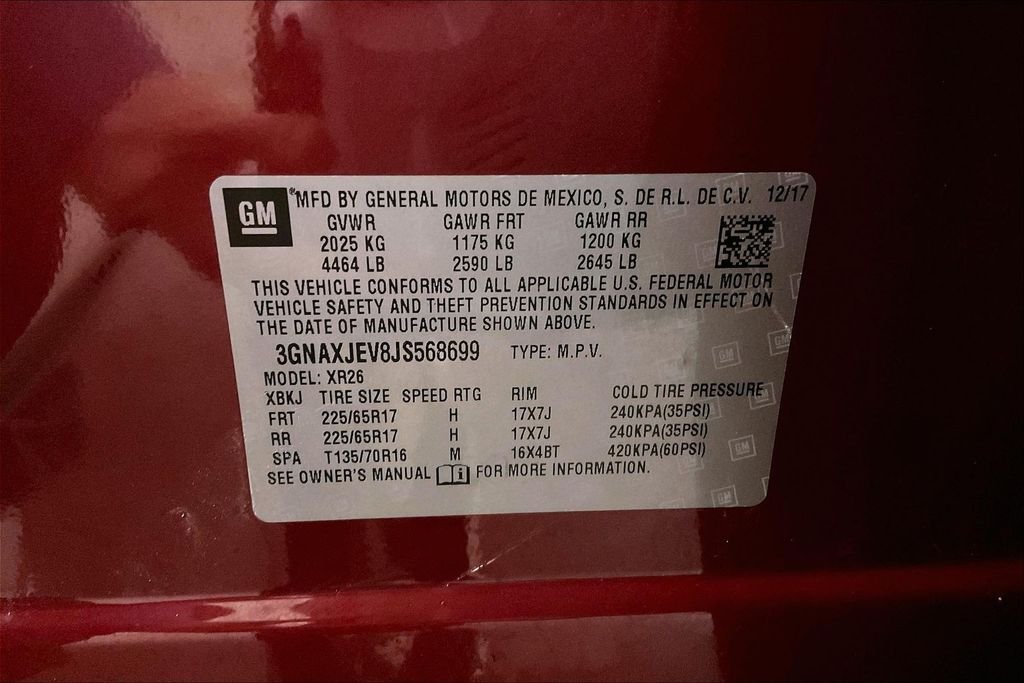 GM ® MFD BY GENERAL MOTORS DE MEXICO, S. DE R.L. DE C.V. 12/17
GVWR GAWR FRT GAWR RR
2025 KG 1175 KG 1200 KG
4464 LB 2590 LB 2645 LB
THIS VEHICLE CONFORMS TO ALL APPLICABLE U.S. FEDERAL MOTOR
VEHICLE SAFETY AND THEFT PREVENTION STANDARDS IN EFFECT ON
THE DATE OF MANUFACTURE SHOWN ABOVE.
3GNAXJEV8JS568699 TYPE: M.P.V.
MODEL: XR26
XBKJ TIRE SIZE SPEED RTG RIM COLD TIRE PRESSURE
FRT 225/65R17 H 17X7J 240KPA(35PSI)
RR 225/65R17 H 17X7J 240KPA(35PSI)
SPA T135/70R16 M 16X4BT 420KPA(60PSI)
SEE OWNER'S MANUAL i FOR MORE INFORMATION.